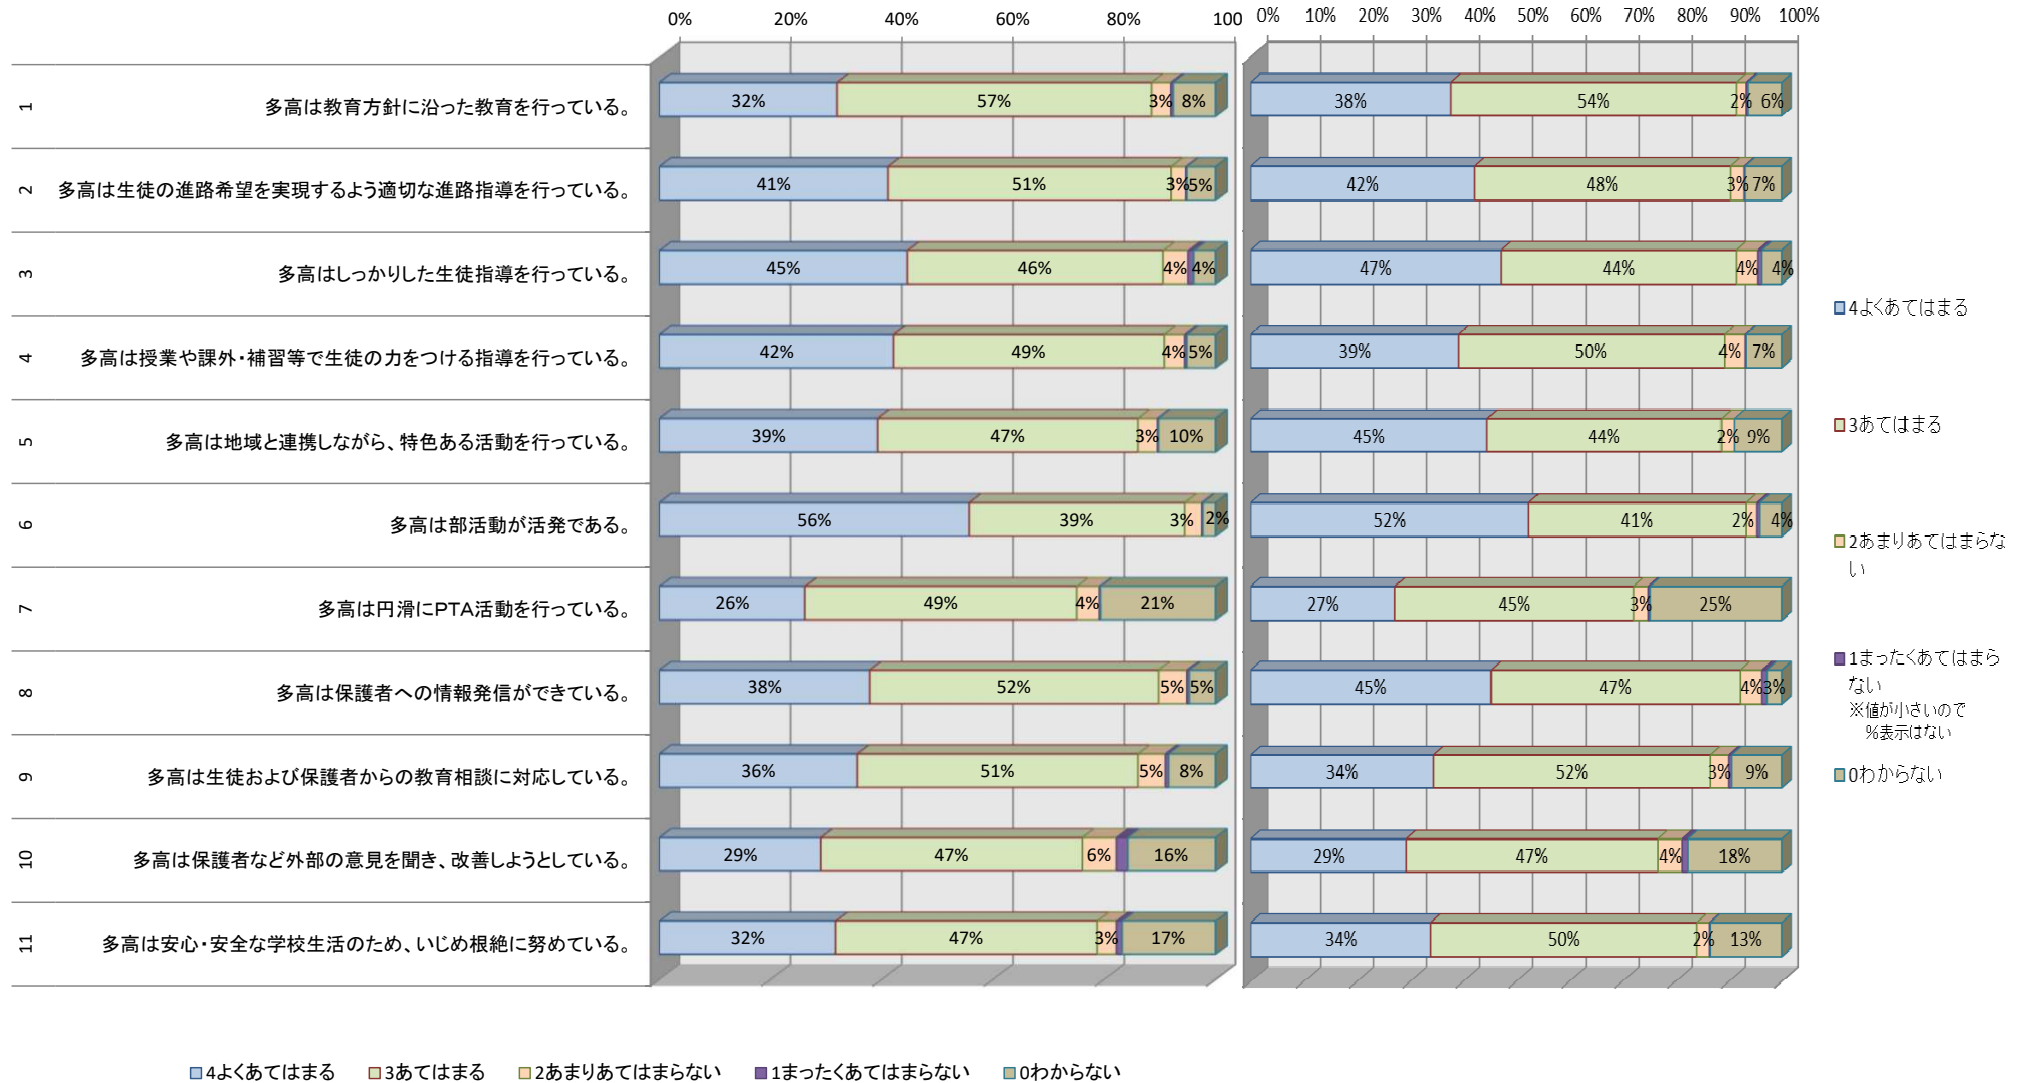 0% 20% 40% 60% 80% 100
0% 10% 20% 30% 40% 50% 60% 70% 80% 90% 100%
1 多高は教育方針に沿った教育を行っている。 32% 57% 3% 8% 38% 54% 2% 6%
2 多高は生徒の進路希望を実現するよう適切な進路指導を行っている。 41% 51% 3% 5% 42% 48% 3% 7%
3 多高はしっかりした生徒指導を行っている。 45% 46% 4% 4% 47% 44% 4% 4%
4 多高は授業や課外・補習等で生徒の力をつける指導を行っている。 42% 49% 4% 5% 39% 50% 4% 7%
5 多高は地域と連携しながら、特色ある活動を行っている。 39% 47% 3% 10% 45% 44% 2% 9%
6 多高は部活動が活発である。 56% 39% 3% 2% 52% 41% 2% 4%
7 多高は円滑にPTA活動を行っている。 26% 49% 4% 21% 27% 45% 3% 25%
8 多高は保護者への情報発信ができている。 38% 52% 5% 5% 45% 47% 4% 3%
9 多高は生徒および保護者からの教育相談に対応している。 36% 51% 5% 8% 34% 52% 3% 9%
10 多高は保護者など外部の意見を聞き、改善しようとしている。 29% 47% 6% 16% 29% 47% 4% 18%
11 多高は安心・安全な学校生活のため、いじめ根絶に努めている。 32% 47% 3% 17% 34% 50% 2% 13%
4よくあてはまる
3あてはまる
2あまりあてはまらな
い
1まったくあてはまら
ない
※値が小さいので
%表示はない
0わからない
4よくあてはまる 3あてはまる 2あまりあてはまらない 1まったくあてはまらない 0わからない